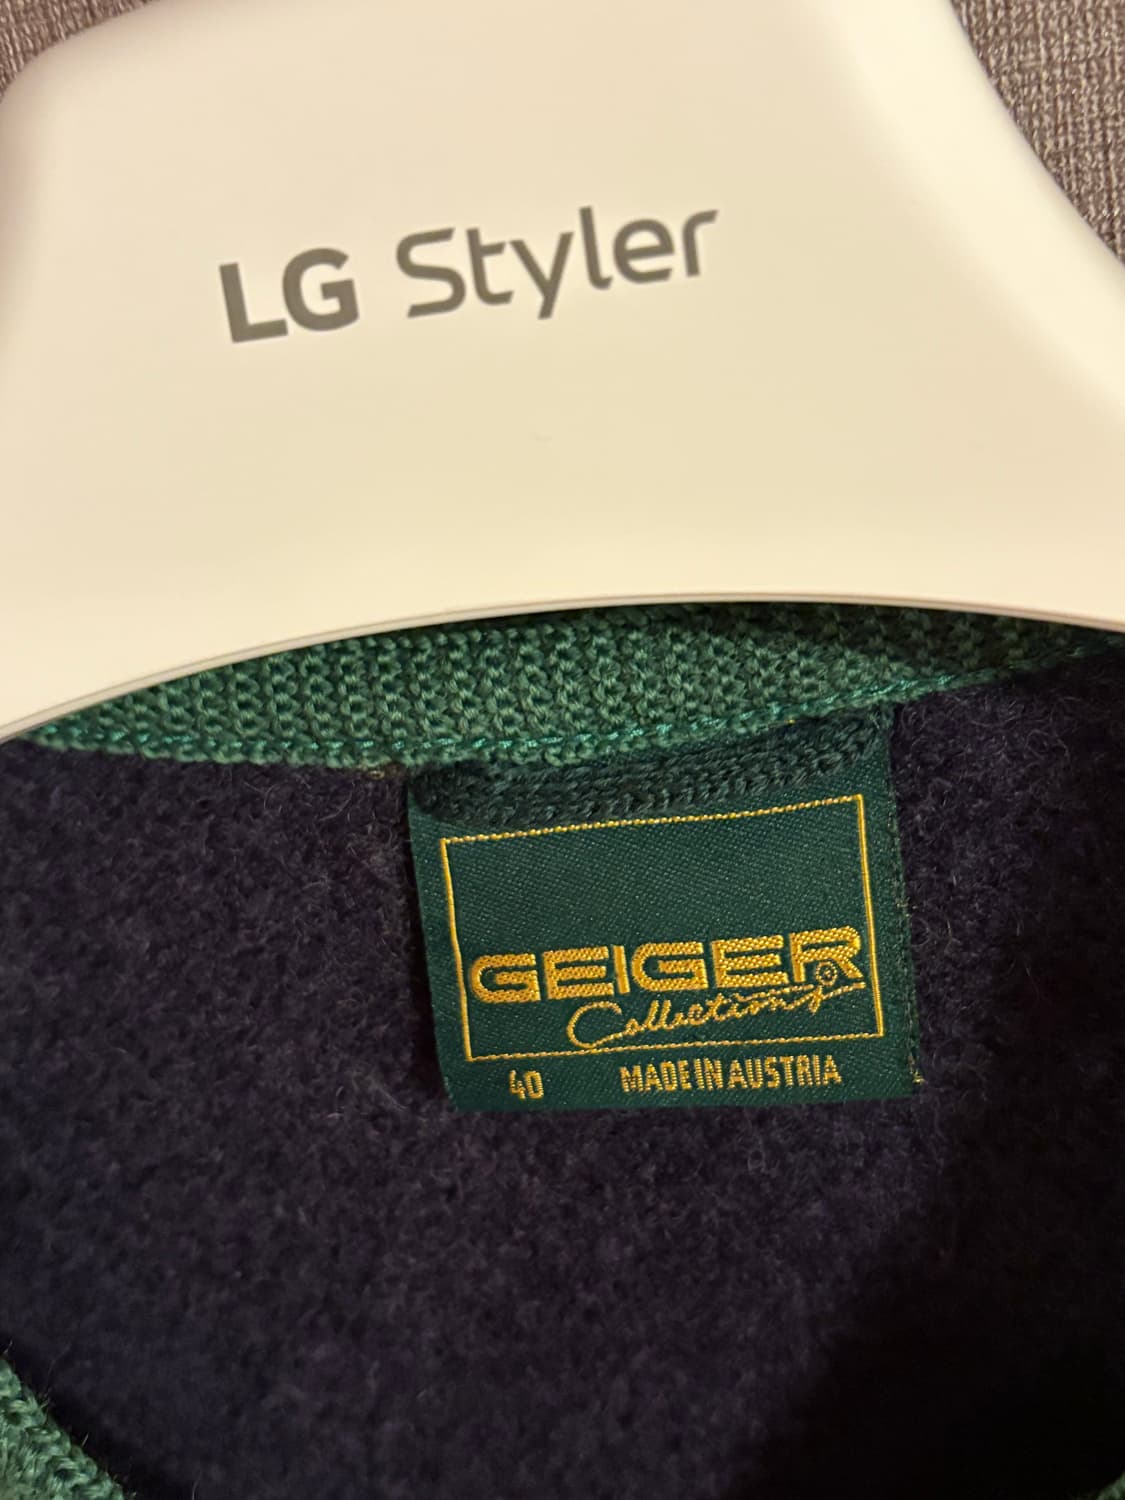 LG Styler
GEIGER
Collections
40 MADE IN AUSTRIA